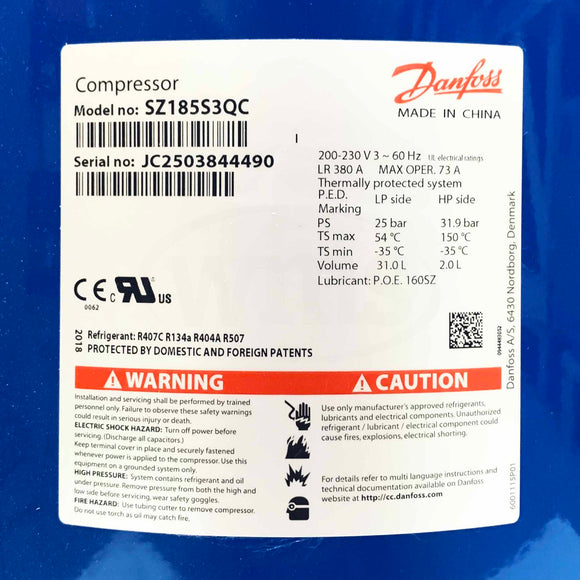 Compressor
Model no: SZ185S3QC
Serial no: JC2503844490
Danfoss
MADE IN CHINA
I
200-230 V 3 ~ 60 Hz UL electrical ratings
LR 380 A MAX OPER. 73 A
Thermally protected system
P.E.D. LP side HP side
Marking
PS 25 bar 31.9 bar
TS max 54 °C 150 °C
TS min -35 °C -35 °C
Volume 31.0 L 2.0 L
Lubricant: P.O.E. 160SZ
CE
0062
c RU US
2018
Refrigerant: R407C R134a R404A R507
PROTECTED BY DOMESTIC AND FOREIGN PATENTS
Danfoss A/S, 6430 Nordborg, Denmark
WARNING
Installation and servicing shall be performed by trained
personnel only. Failure to observe these safety warnings
could result in serious injury or death.
ELECTRIC SHOCK HAZARD: Turn off power before
servicing. (Discharge all capacitors.)
Keep terminal cover in place and securely fastened
whenever power is applied to compressor. Use this
equipment on a grounded system only.
HIGH PRESSURE: System contains refrigerant and oil
under pressure. Remove pressure from both the high and
low side before servicing, wear safety goggles.
FIRE HAZARD: Use tubing cutter to remove compressor.
Do not use torch as oil may catch fire.
CAUTION
Use only manufacturer's approved refrigerants,
lubricants and electrical components. Unauthorized
refrigerant / lubricant / electrical component could
cause fires, explosions, electrical shorting.
For details refer to multi language instructions and
technical documentation available on Danfoss
web site at http://cc.danfoss.com
6001115P01